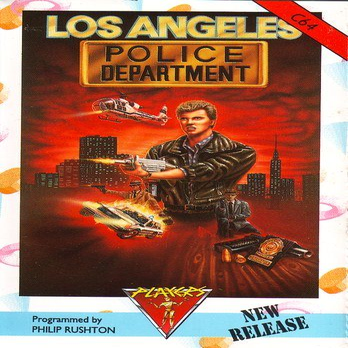 C64
LOS ANGELES
POLICE
DEPARTMENT
PLAYERS
Programmed by
PHILIP RUSHTON
NEW
RELEASE